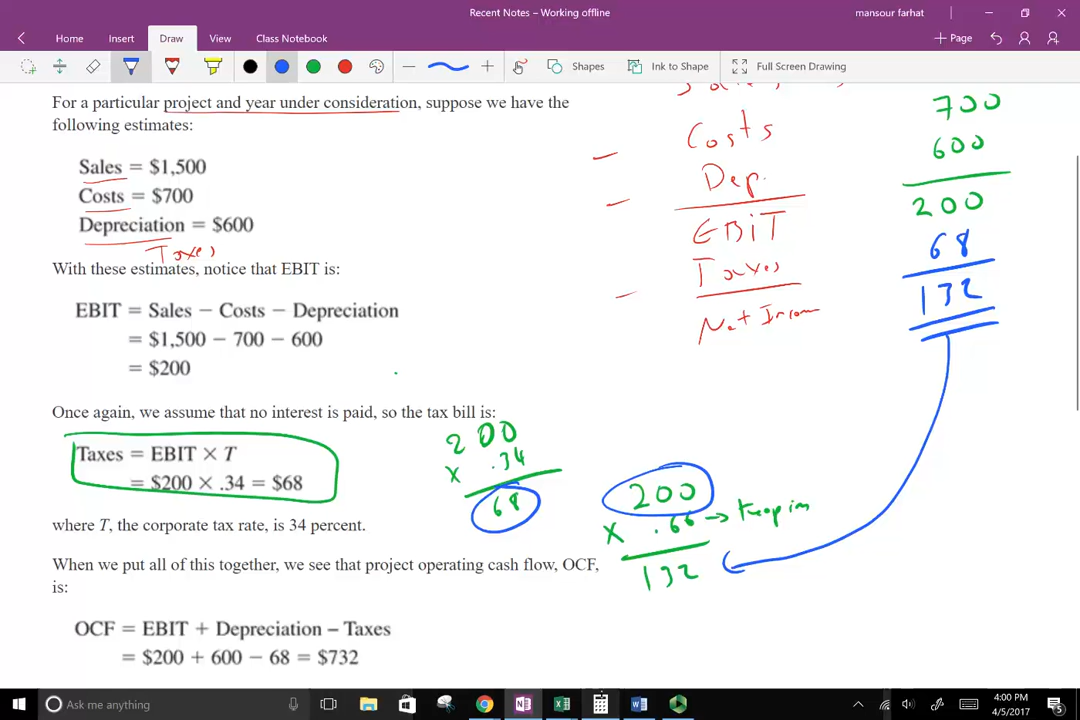 Recent Notes – Working offline
mansour farhat
Home Insert Draw View Class Notebook
Page
Shapes Ink to Shape Full Screen Drawing
For a particular project and year under consideration, suppose we have the
following estimates:
Sales = $1,500
Costs = $700
Depreciation = $600
Taxes
With these estimates, notice that EBIT is:
EBIT = Sales − Costs − Depreciation
= $1,500 − 700 − 600
= $200
Once again, we assume that no interest is paid, so the tax bill is:
Taxes = EBIT × T
= $200 × .34 = $68
where T, the corporate tax rate, is 34 percent.
When we put all of this together, we see that project operating cash flow, OCF,
is:
OCF = EBIT + Depreciation – Taxes
= $200 + 600 − 68 = $732
200
x .34
68
200
x .66 → Keep im
132
700
– Costs 600
– Dep.
EBIT 200
– Taxes 68
Net Incom 132
Ask me anything
4:00 PM
4/5/2017
5